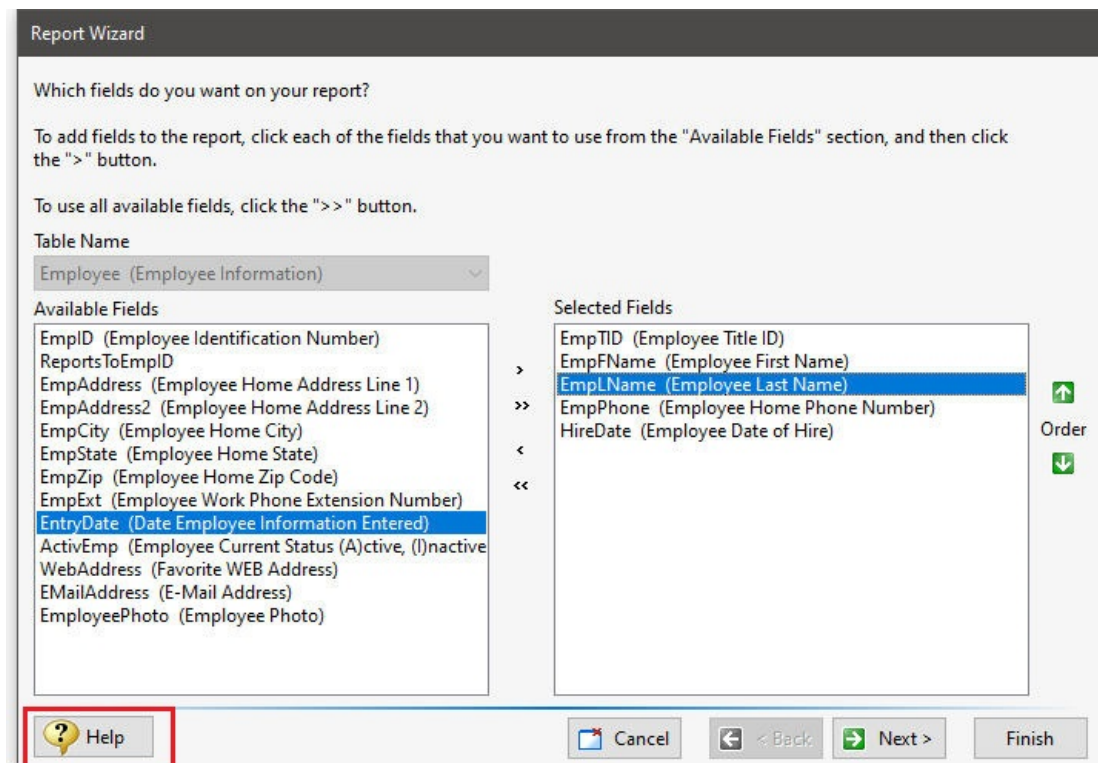 Report Wizard
Which fields do you want on your report?
To add fields to the report, click each of the fields that you want to use from the "Available Fields" section, and then click
the ">" button.
To use all available fields, click the ">>" button.
Table Name
Employee (Employee Information)
Available Fields
EmpID (Employee Identification Number)
ReportsToEmpID
EmpAddress (Employee Home Address Line 1)
EmpAddress2 (Employee Home Address Line 2)
EmpCity (Employee Home City)
EmpState (Employee Home State)
EmpZip (Employee Home Zip Code)
EmpExt (Employee Work Phone Extension Number)
EntryDate (Date Employee Information Entered)
ActivEmp (Employee Current Status (A)ctive, (I)nactive
WebAddress (Favorite WEB Address)
EMailAddress (E-Mail Address)
EmployeePhoto (Employee Photo)
>
>>
<
<<
Selected Fields
EmpTID (Employee Title ID)
EmpFName (Employee First Name)
EmpLName (Employee Last Name)
EmpPhone (Employee Home Phone Number)
HireDate (Employee Date of Hire)
Order
? Help
Cancel
< Back
Next >
Finish